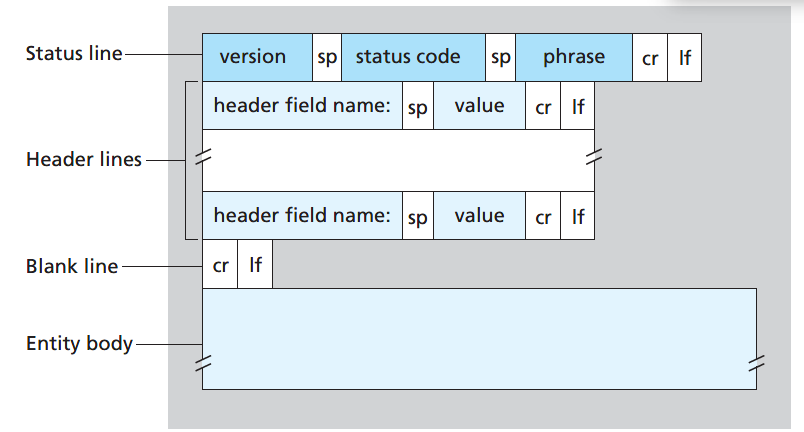 Status line version sp status code sp phrase cr lf
header field name: sp value cr lf
Header lines
header field name: sp value cr lf
Blank line cr lf
Entity body